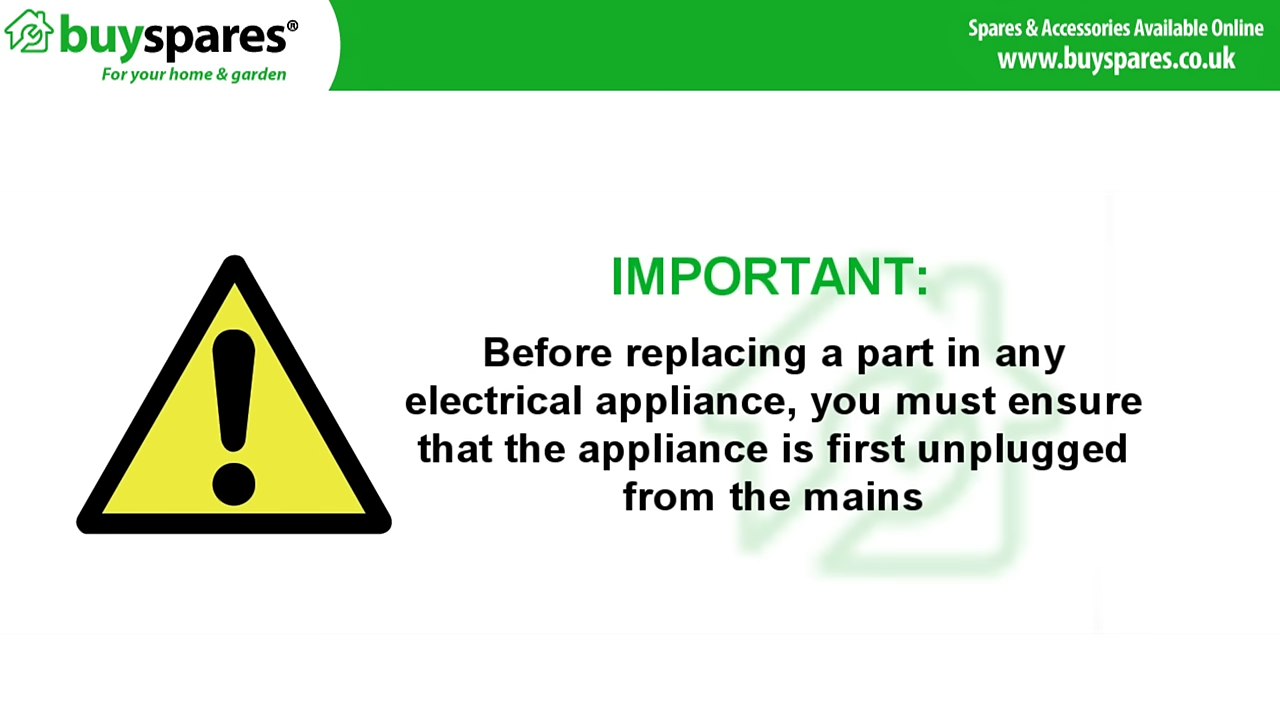 buyspares®
For your home & garden
Spares & Accessories Available Online
www.buyspares.co.uk
IMPORTANT:
Before replacing a part in any
electrical appliance, you must ensure
that the appliance is first unplugged
from the mains